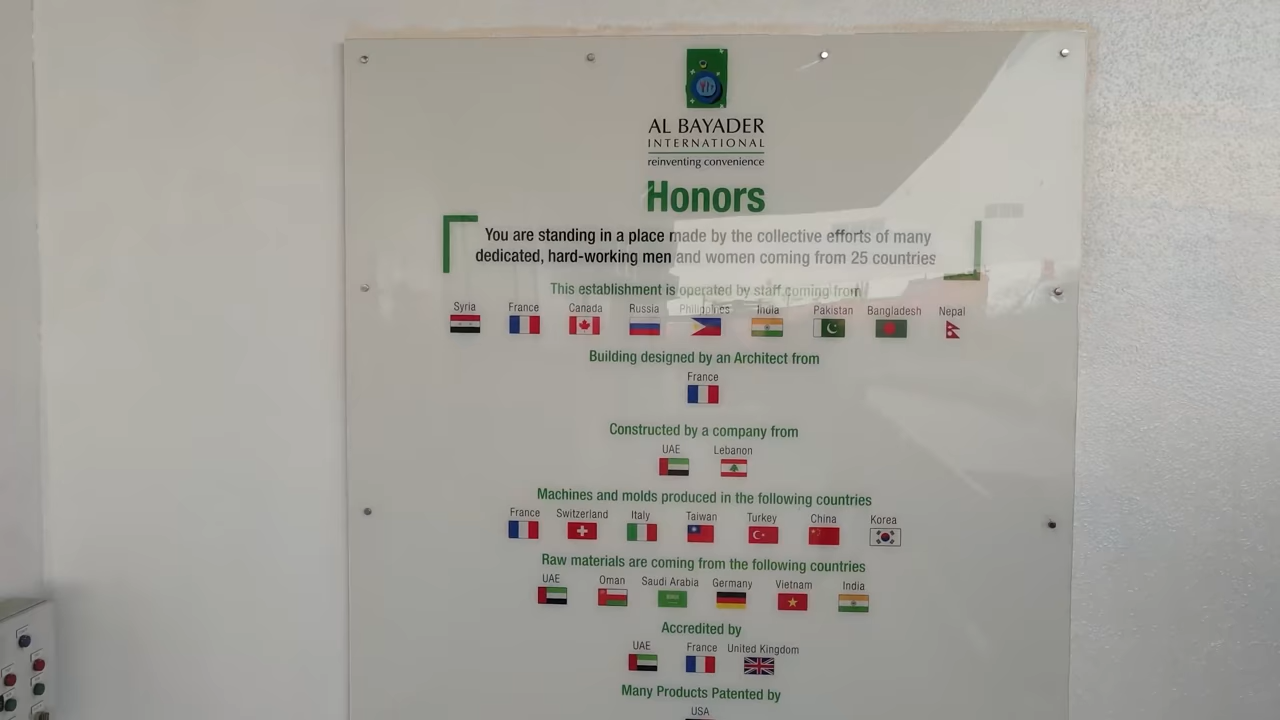 AL BAYADER
INTERNATIONAL
reinventing convenience
Honors
You are standing in a place made by the collective efforts of many
dedicated, hard-working men and women coming from 25 countries
This establishment is operated by staff coming from
Syria France Canada Russia Philippines India Pakistan Bangladesh Nepal
Building designed by an Architect from
France
Constructed by a company from
UAE Lebanon
Machines and molds produced in the following countries
France Switzerland Italy Taiwan Turkey China Korea
Raw materials are coming from the following countries
UAE Oman Saudi Arabia Germany Vietnam India
Accredited by
UAE France United Kingdom
Many Products Patented by
USA